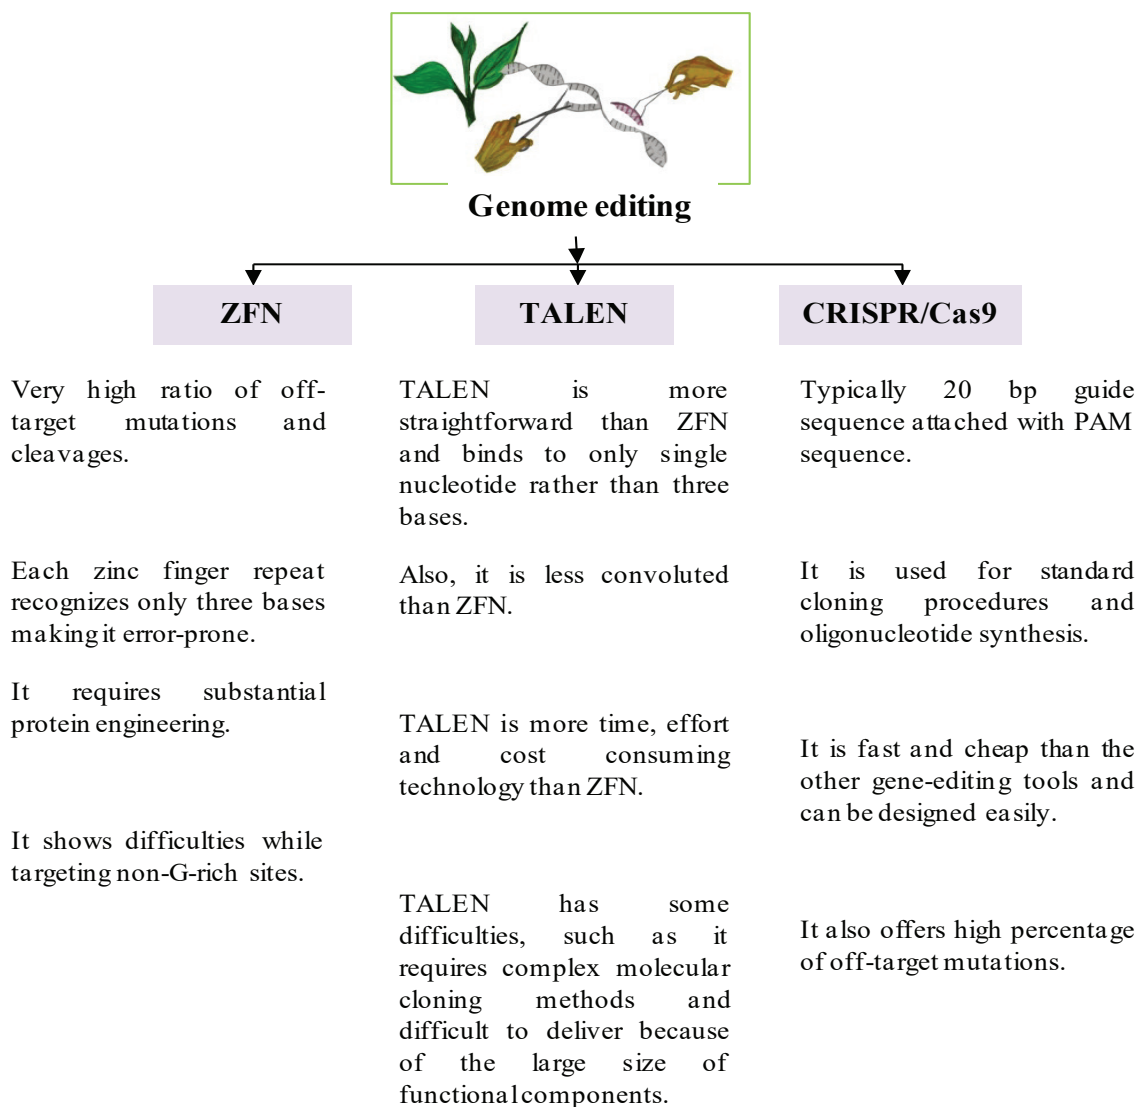 Genome editing
ZFN
TALEN
CRISPR/Cas9
Very high ratio of off-
target mutations and
cleavages.
Each zinc finger repeat
recognizes only three bases
making it error-prone.
It requires substantial
protein engineering.
It shows difficulties while
targeting non-G-rich sites.
TALEN is more
straightforward than ZFN
and binds to only single
nucleotide rather than three
bases.
Also, it is less convoluted
than ZFN.
TALEN is more time, effort
and cost consuming
technology than ZFN.
TALEN has some
difficulties, such as it
requires complex molecular
cloning methods and
difficult to deliver because
of the large size of
functional components.
Typically 20 bp guide
sequence attached with PAM
sequence.
It is used for standard
cloning procedures and
oligonucleotide synthesis.
It is fast and cheap than the
other gene-editing tools and
can be designed easily.
It also offers high percentage
of off-target mutations.